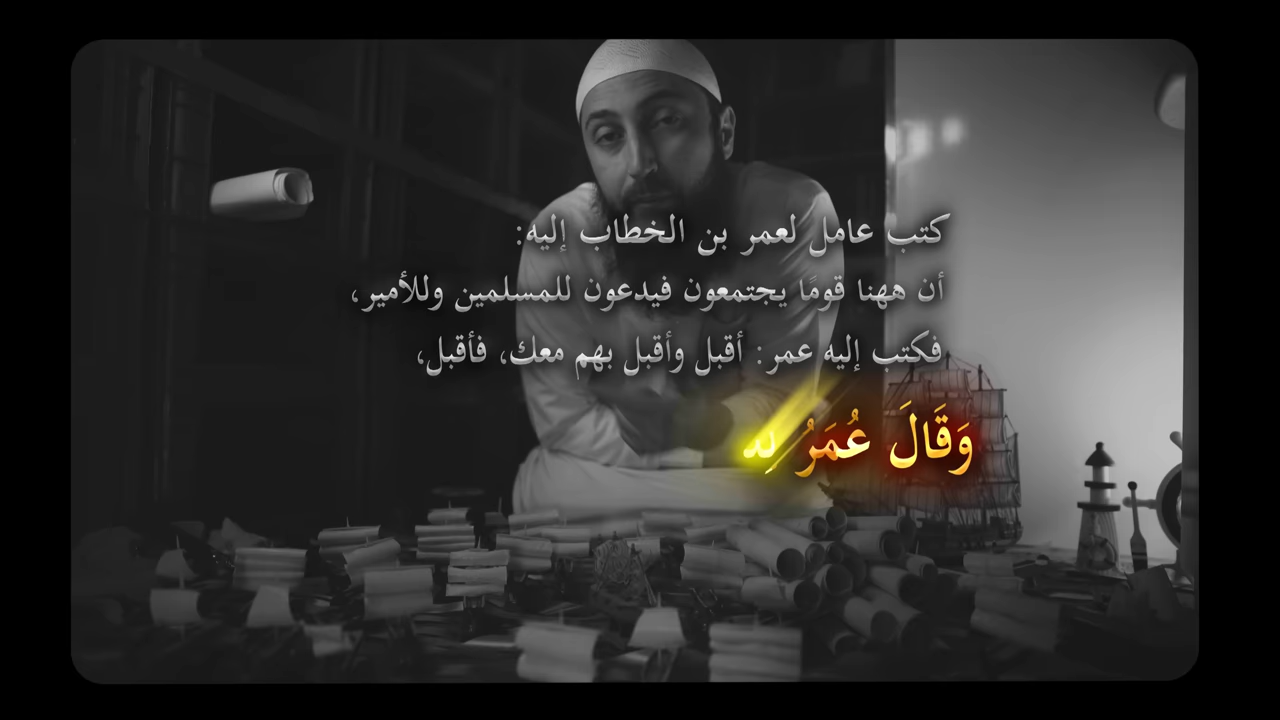 كتب عامل لعمر بن الخطاب إليه:
أن ههنا قومًا يجتمعون فيدعون للمسلمين وللأمير،
فكتب إليه عمر: أقبل وأقبل بهم معك، فأقبل،
وَقَالَ عُمَرُ